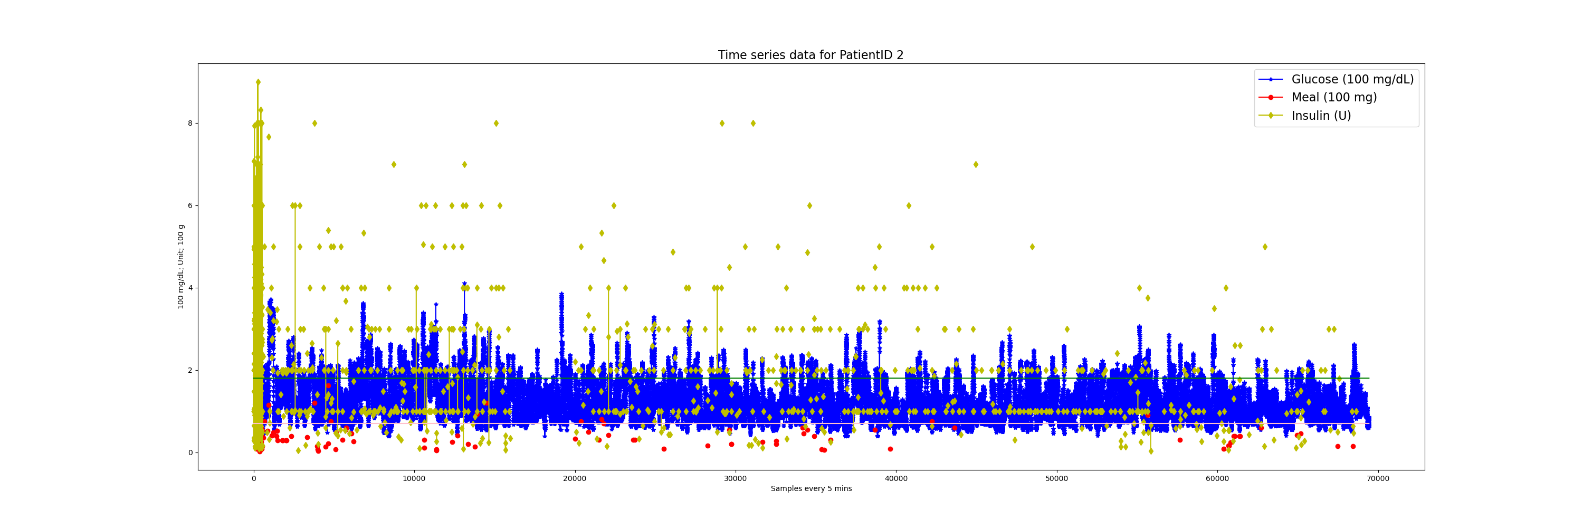 Time series data for PatientID 2
Glucose (100 mg/dL)
Meal (100 mg)
Insulin (U)
100 mg/dL; Unit; 100 g
8
6
4
2
0
0 10000 20000 30000 40000 50000 60000 70000
Samples every 5 mins